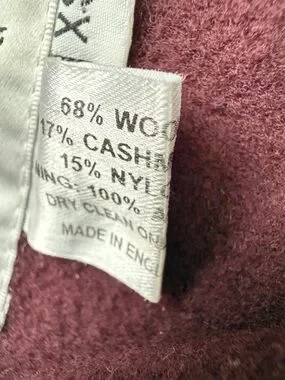 68% WOO
17% CASHM
15% NYL
NING: 100%
DRY CLEAN ON
MADE IN ENGL